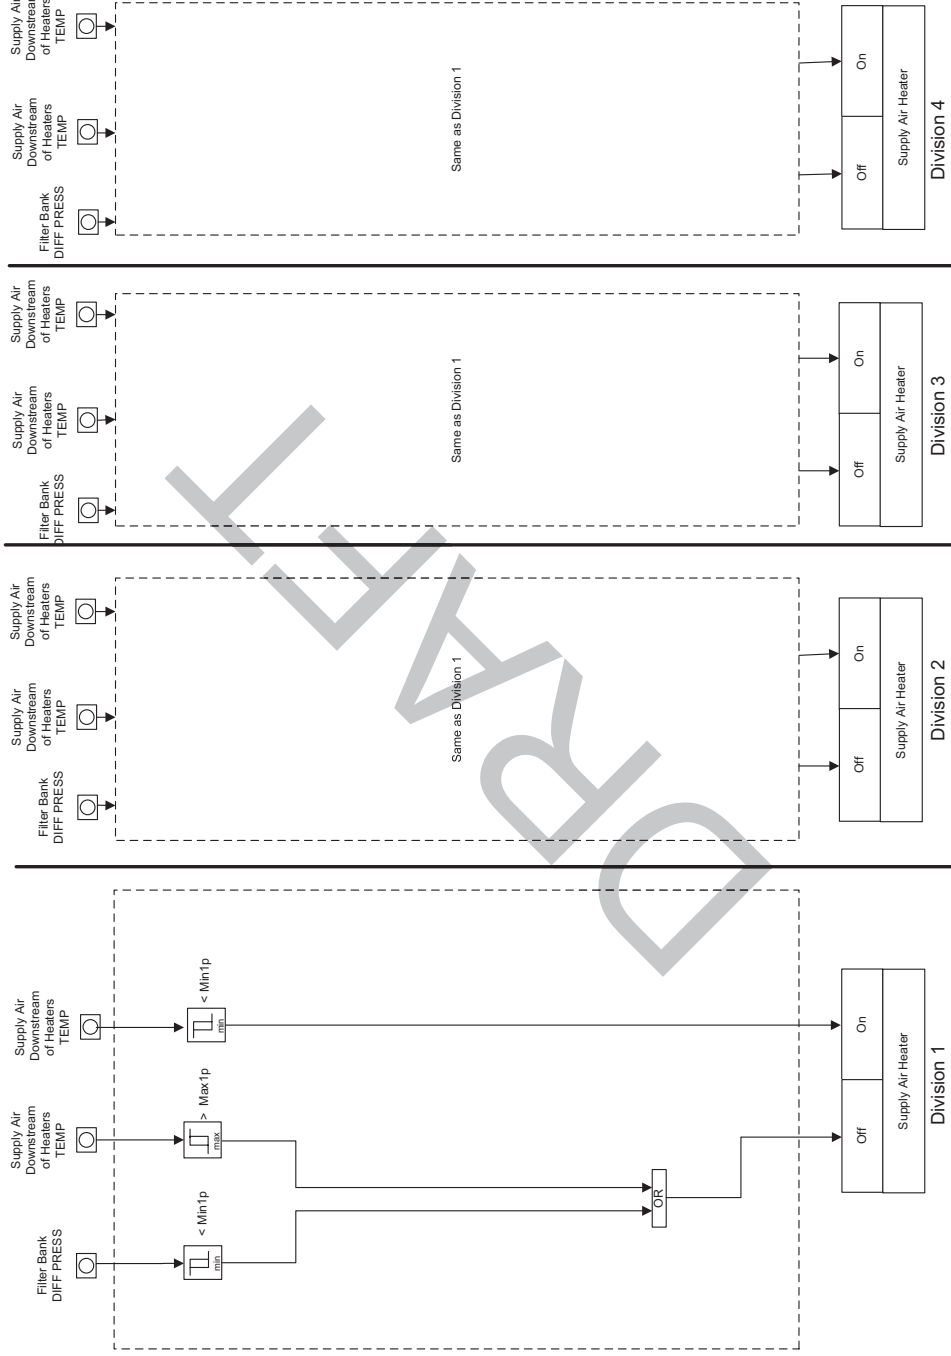 Filter Bank
DIFF PRESS
Supply Air
Downstream
of Heaters
TEMP
Supply Air
Downstream
of Heaters
TEMP
< Min1p
min
> Max1p
max
< Min1p
min
OR
Off
On
Supply Air Heater
Division 1
Filter Bank
DIFF PRESS
Supply Air
Downstream
of Heaters
TEMP
Supply Air
Downstream
of Heaters
TEMP
Same as Division 1
Off
On
Supply Air Heater
Division 2
Filter Bank
DIFF PRESS
Supply Air
Downstream
of Heaters
TEMP
Supply Air
Downstream
of Heaters
TEMP
Same as Division 1
Off
On
Supply Air Heater
Division 3
Filter Bank
DIFF PRESS
Supply Air
Downstream
of Heaters
TEMP
Supply Air
Downstream
of Heaters
TEMP
Same as Division 1
Off
On
Supply Air Heater
Division 4
DRAFT